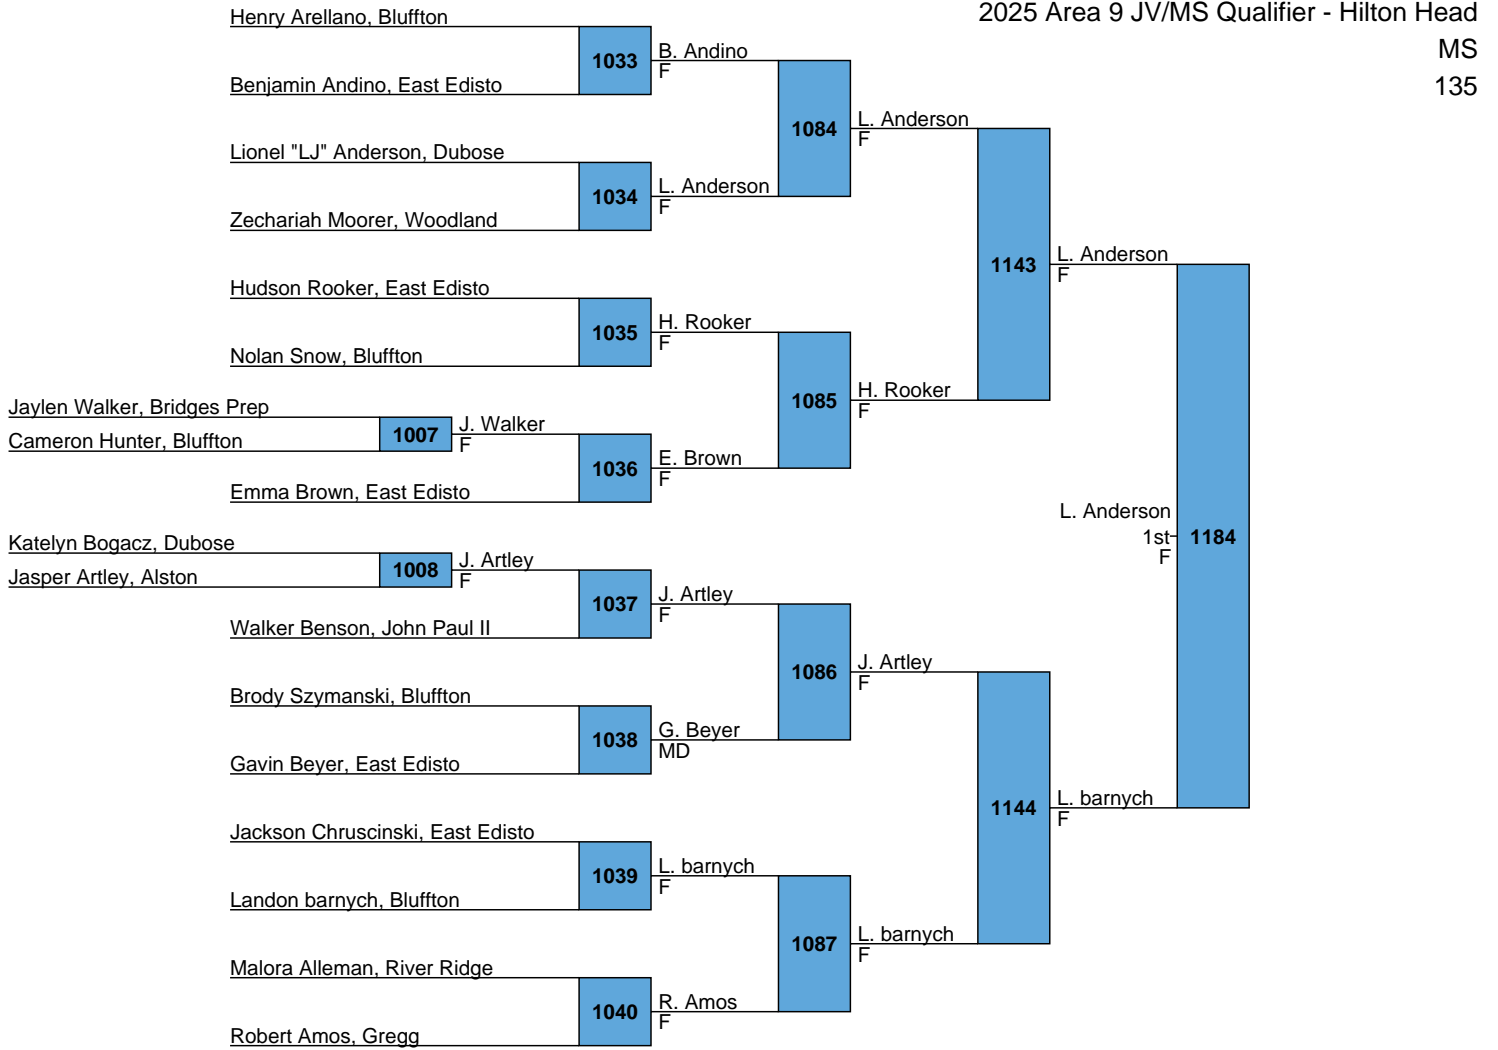 2025 Area 9 JV/MS Qualifier - Hilton Head
MS
135
Henry Arellano, Bluffton
1033
B. Andino
F
Benjamin Andino, East Edisto
1084
L. Anderson
F
Lionel "LJ" Anderson, Dubose
1034
L. Anderson
F
Zechariah Moorer, Woodland
1143
L. Anderson
F
Hudson Rooker, East Edisto
1035
H. Rooker
F
Nolan Snow, Bluffton
1085
H. Rooker
F
Jaylen Walker, Bridges Prep
1007
J. Walker
F
Cameron Hunter, Bluffton
1036
E. Brown
F
Emma Brown, East Edisto
L. Anderson
1st
F
1184
Katelyn Bogacz, Dubose
1008
J. Artley
F
Jasper Artley, Alston
1037
J. Artley
F
Walker Benson, John Paul II
1086
J. Artley
F
Brody Szymanski, Bluffton
1038
G. Beyer
MD
Gavin Beyer, East Edisto
1144
L. barnych
F
Jackson Chruscinski, East Edisto
1039
L. barnych
F
Landon barnych, Bluffton
1087
L. barnych
F
Malora Alleman, River Ridge
1040
R. Amos
F
Robert Amos, Gregg